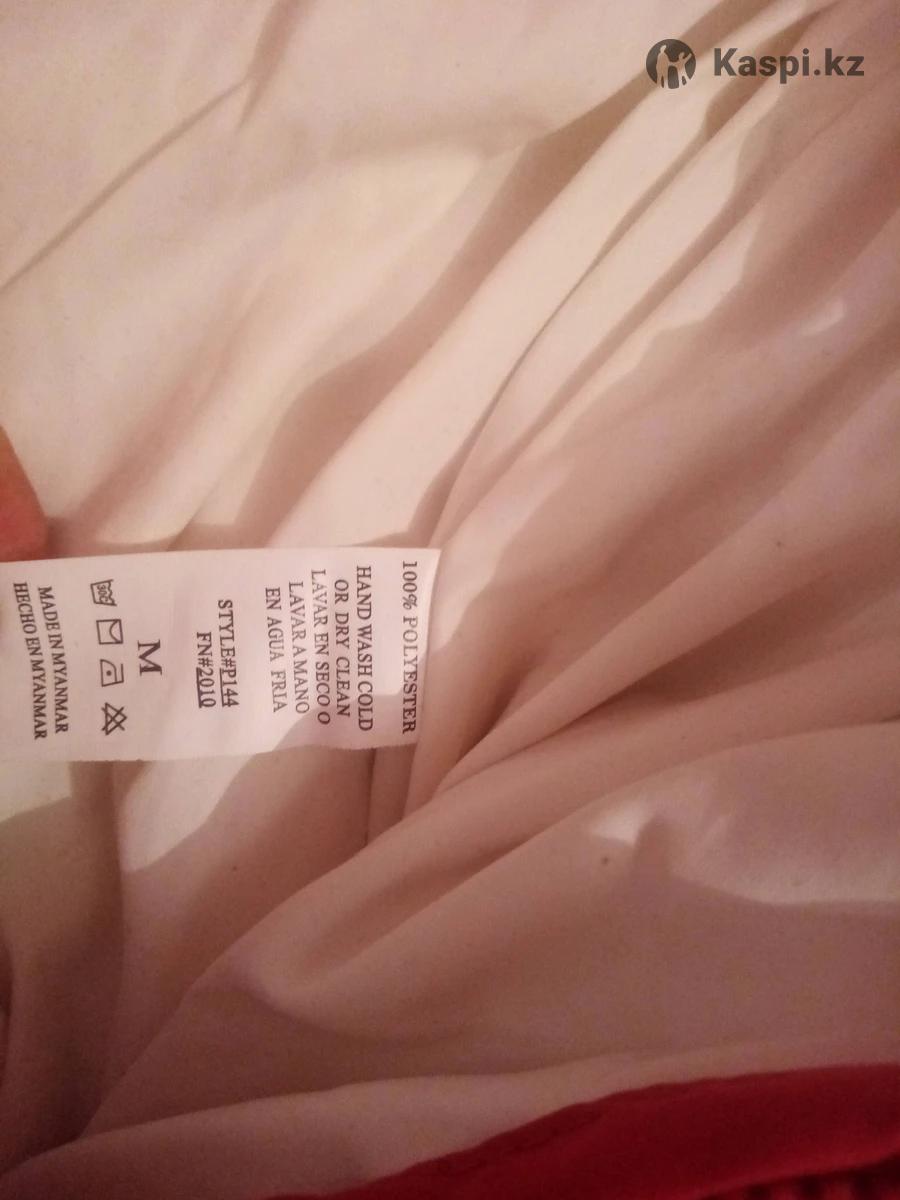 Kaspi.kz
100% POLYESTER
HAND WASH COLD
OR DRY CLEAN
LAVAR EN SECO O
LAVAR A MANO
EN AGUA FRIA
STYLE#P144
FN#2010
M
30C
MADE IN MYANMAR
HECHO EN MYANMAR